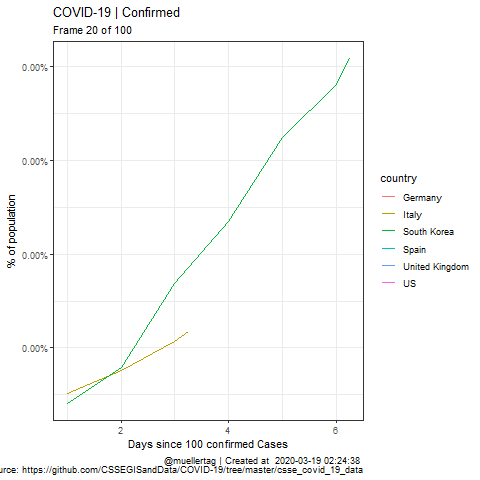 COVID-19 | Confirmed
Frame 20 of 100
0.00%
0.00%
0.00%
0.00%
% of population
2
4
6
Days since 100 confirmed Cases
country
Germany
Italy
South Korea
Spain
United Kingdom
US
@muellertag | Created at 2020-03-19 02:24:38
urce: https://github.com/CSSEGISandData/COVID-19/tree/master/csse_covid_19_data